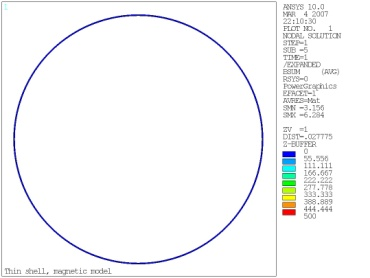 1
ANSYS 10.0
MAR  4 2007
22:10:30
PLOT NO.   1
NODAL SOLUTION
STEP=1
SUB =5
TIME=1
/EXPANDED
BSUM     (AVG)
RSYS=0
PowerGraphics
EFACET=1
AVRES=Mat
SMN =3.156
SMX =6.284
ZV  =1
DIST=.027775
Z-BUFFER
0
55.556
111.111
166.667
222.222
277.778
333.333
388.889
444.444
500
Thin shell, magnetic model